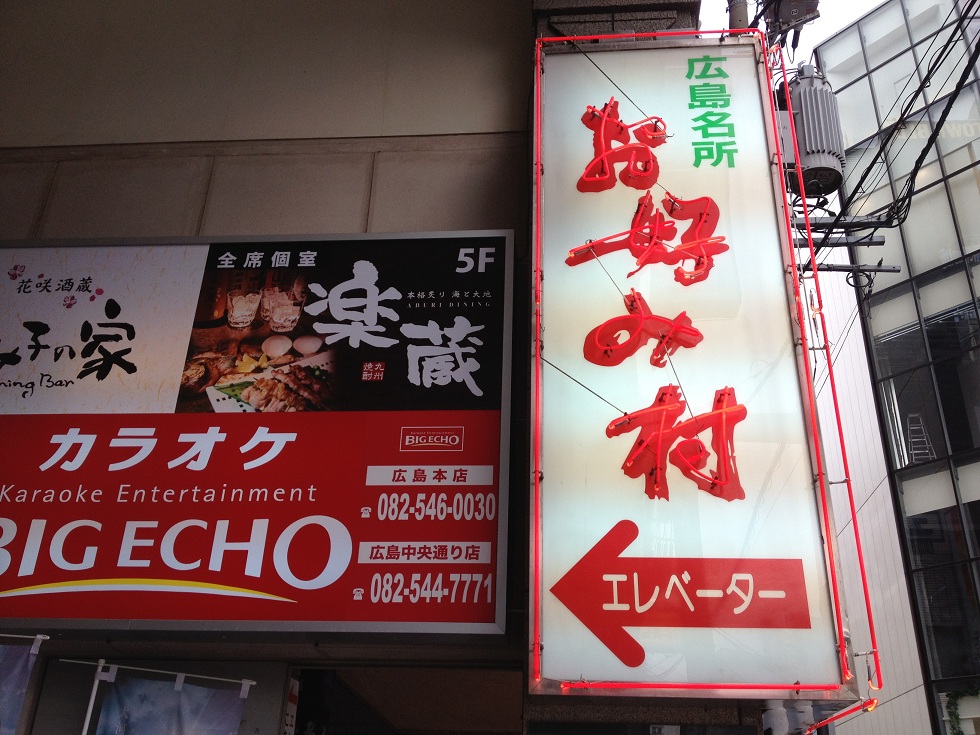 花咲酒蔵
子の家
ning Bar
全席個室
5F
楽蔵
本格炙り 海と大地
ABURI DINING
九州
焼酎
カラオケ
Karaoke Entertainment
BIG ECHO
Karaoke Entertainment
BIG ECHO
広島本店
082-546-0030
広島中央通り店
082-544-7771
広島名所
お好み村
エレベーター